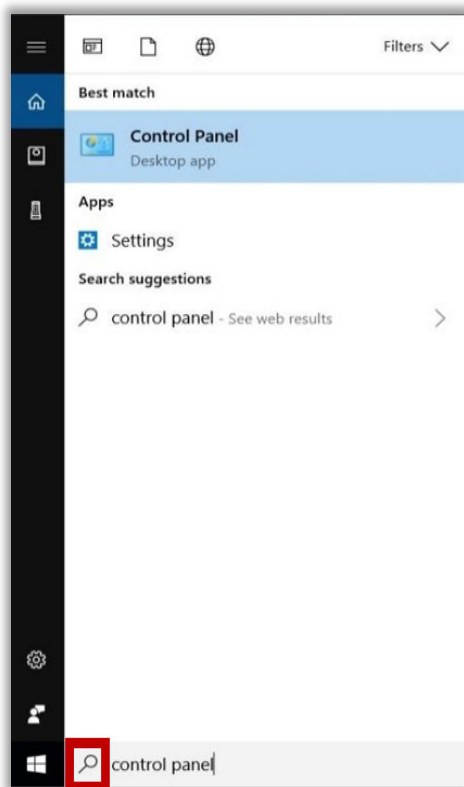 Filters
Best match
Control Panel
Desktop app
Apps
Settings
Search suggestions
control panel - See web results
control panel